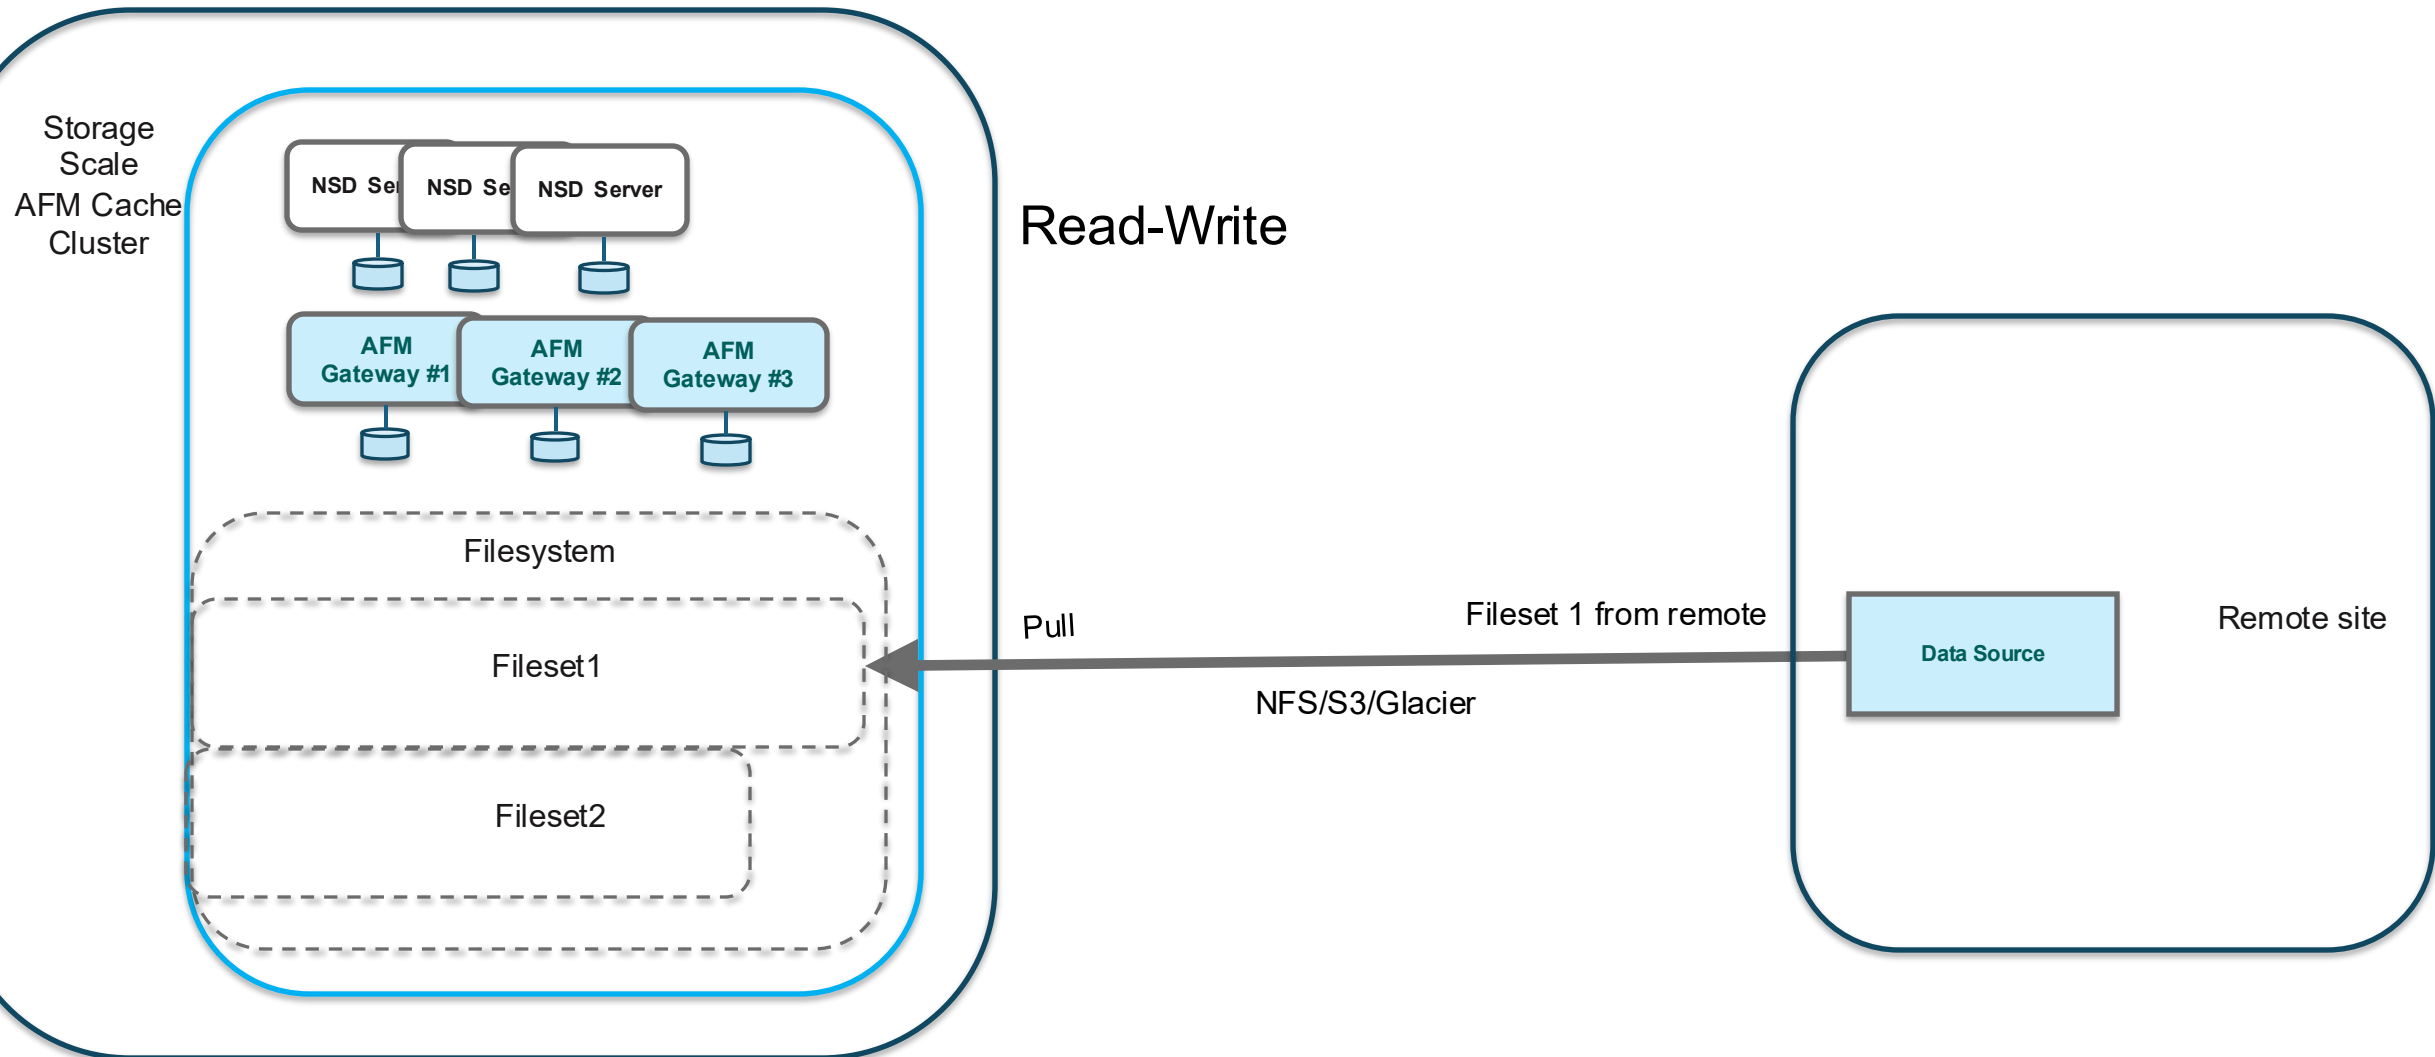 Storage
Scale
AFM Cache
Cluster
NSD Ser
NSD Se
NSD Server
AFM
Gateway #1
AFM
Gateway #2
AFM
Gateway #3
Read-Write
Filesystem
Fileset1
Fileset2
Pull
Fileset 1 from remote
NFS/S3/Glacier
Data Source
Remote site